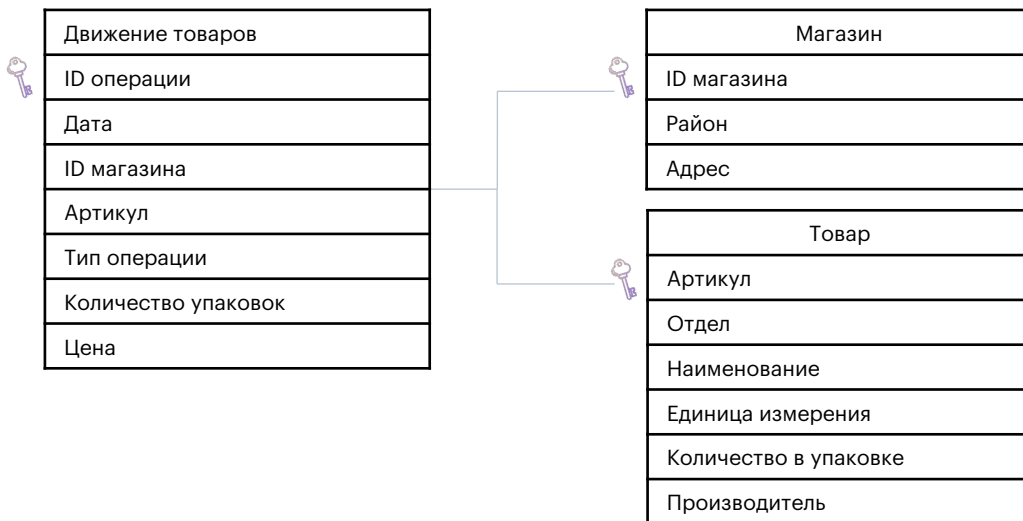 Движение товаров
ID операции
Дата
ID магазина
Артикул
Тип операции
Количество упаковок
Цена
Магазин
ID магазина
Район
Адрес
Товар
Артикул
Отдел
Наименование
Единица измерения
Количество в упаковке
Производитель